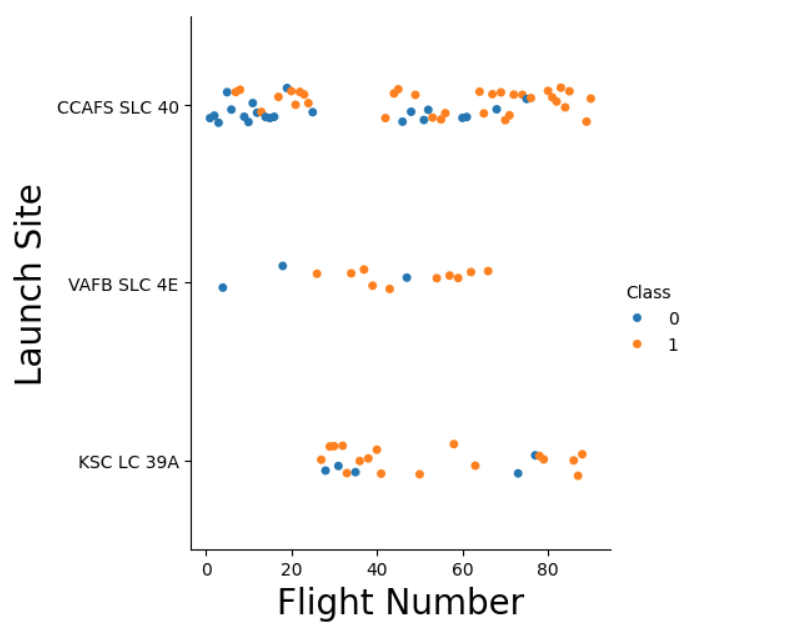 CCAFS SLC 40
VAFB SLC 4E
KSC LC 39A
Launch Site
0 20 40 60 80
Flight Number
Class
0
1